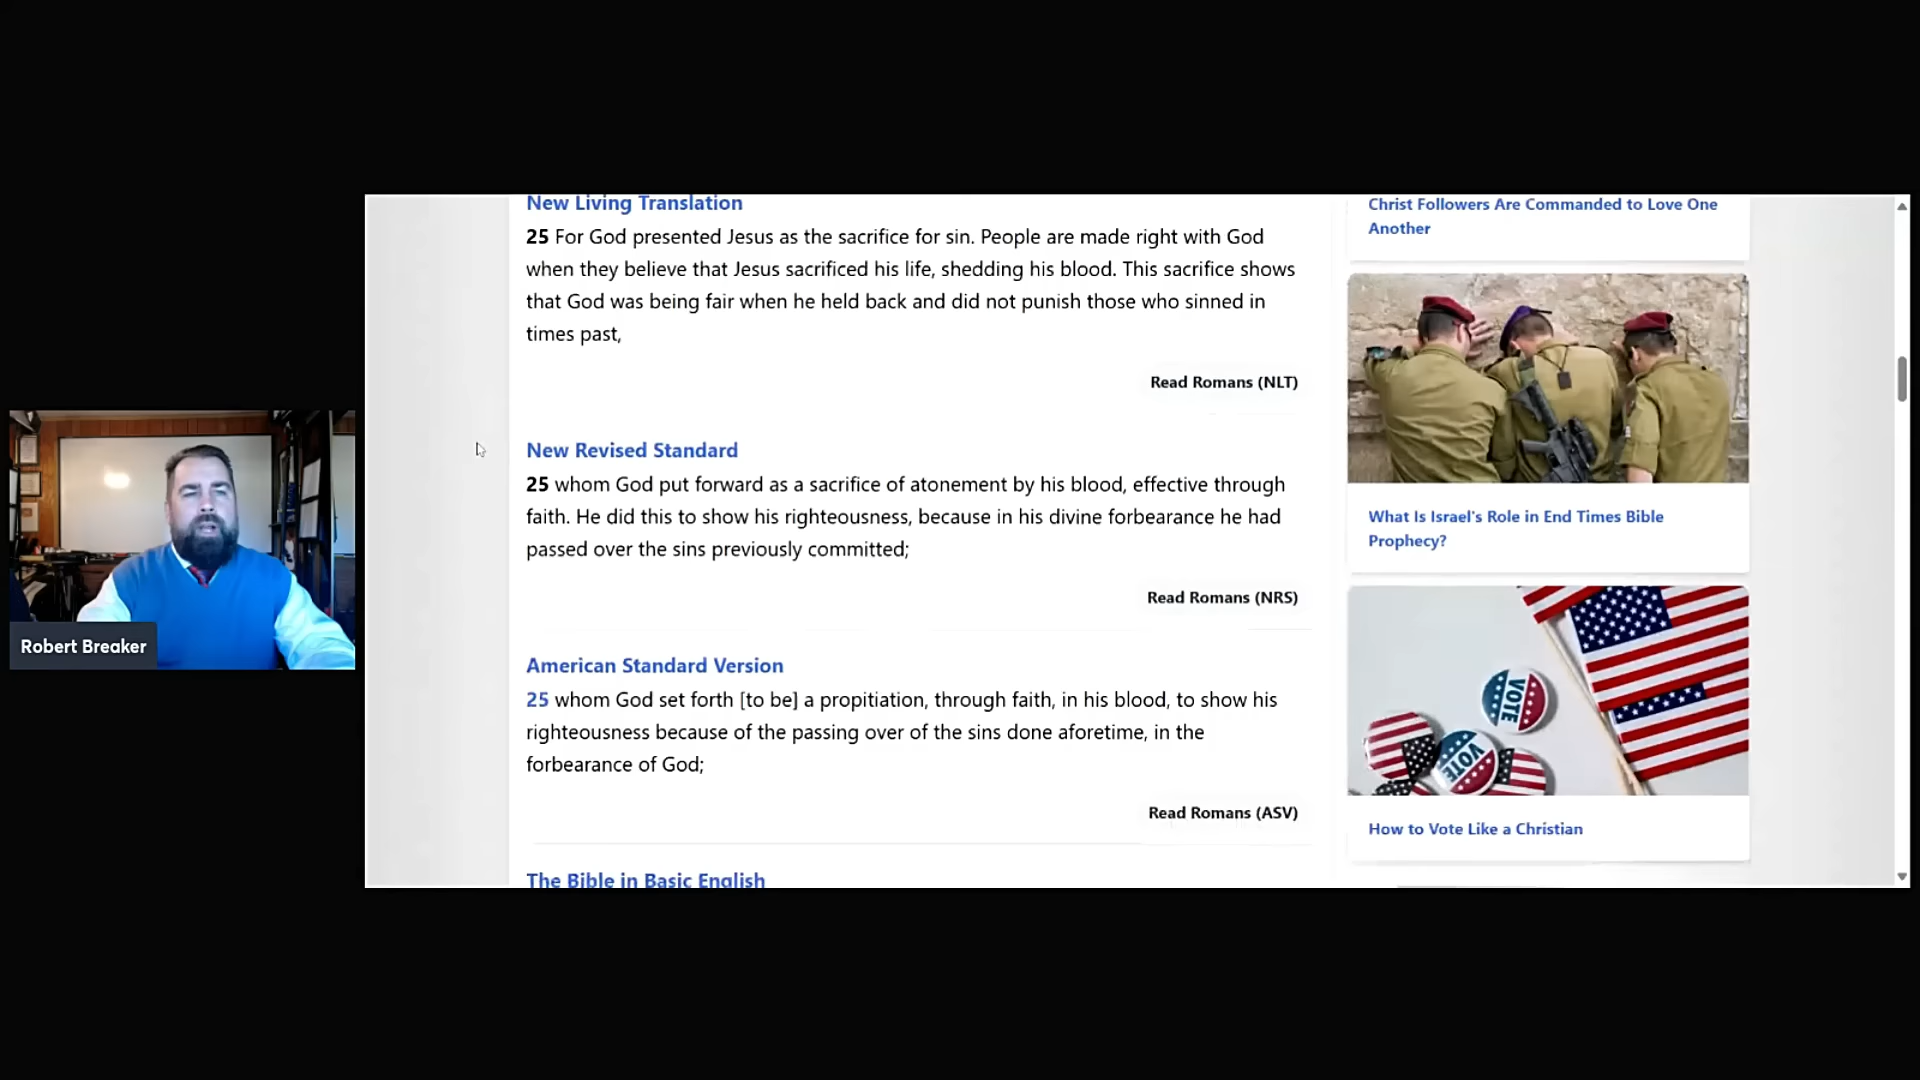 New Living Translation
25 For God presented Jesus as the sacrifice for sin. People are made right with God
when they believe that Jesus sacrificed his life, shedding his blood. This sacrifice shows
that God was being fair when he held back and did not punish those who sinned in
times past,
Read Romans (NLT)
New Revised Standard
25 whom God put forward as a sacrifice of atonement by his blood, effective through
faith. He did this to show his righteousness, because in his divine forbearance he had
passed over the sins previously committed;
Read Romans (NRS)
American Standard Version
25 whom God set forth [to be] a propitiation, through faith, in his blood, to show his
righteousness because of the passing over of the sins done aforetime, in the
forbearance of God;
Read Romans (ASV)
The Bible in Basic English
Christ Followers Are Commanded to Love One
Another
What Is Israel's Role in End Times Bible
Prophecy?
VOTE
VOTE
How to Vote Like a Christian
Robert Breaker